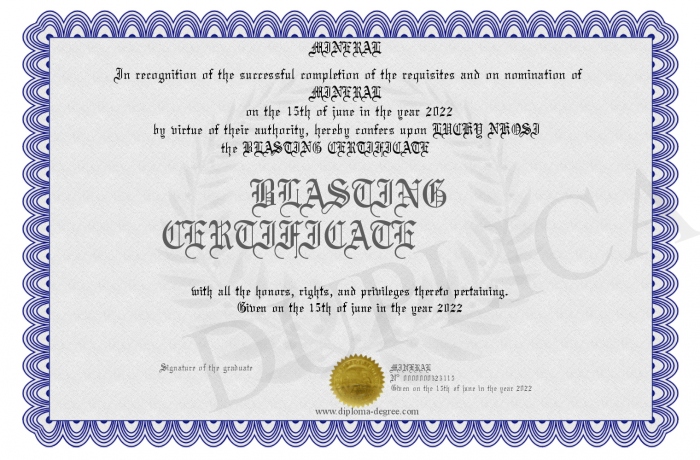 MINERAL
In recognition of the successful completion of the requisites and on nomination of
MINERAL
on the 15th of june in the year 2022
by virtue of their authority, hereby confers upon LUCKY NKOSI
the BLASTING CERTIFICATE
BLASTING
CERTIFICATE
with all the honors, rights, and privileges thereto pertaining.
Given on the 15th of june in the year 2022
DUPLICA
Signature of the graduate
MINERAL
Given on the 15th of june in the year 2022
www.diploma-degree.com